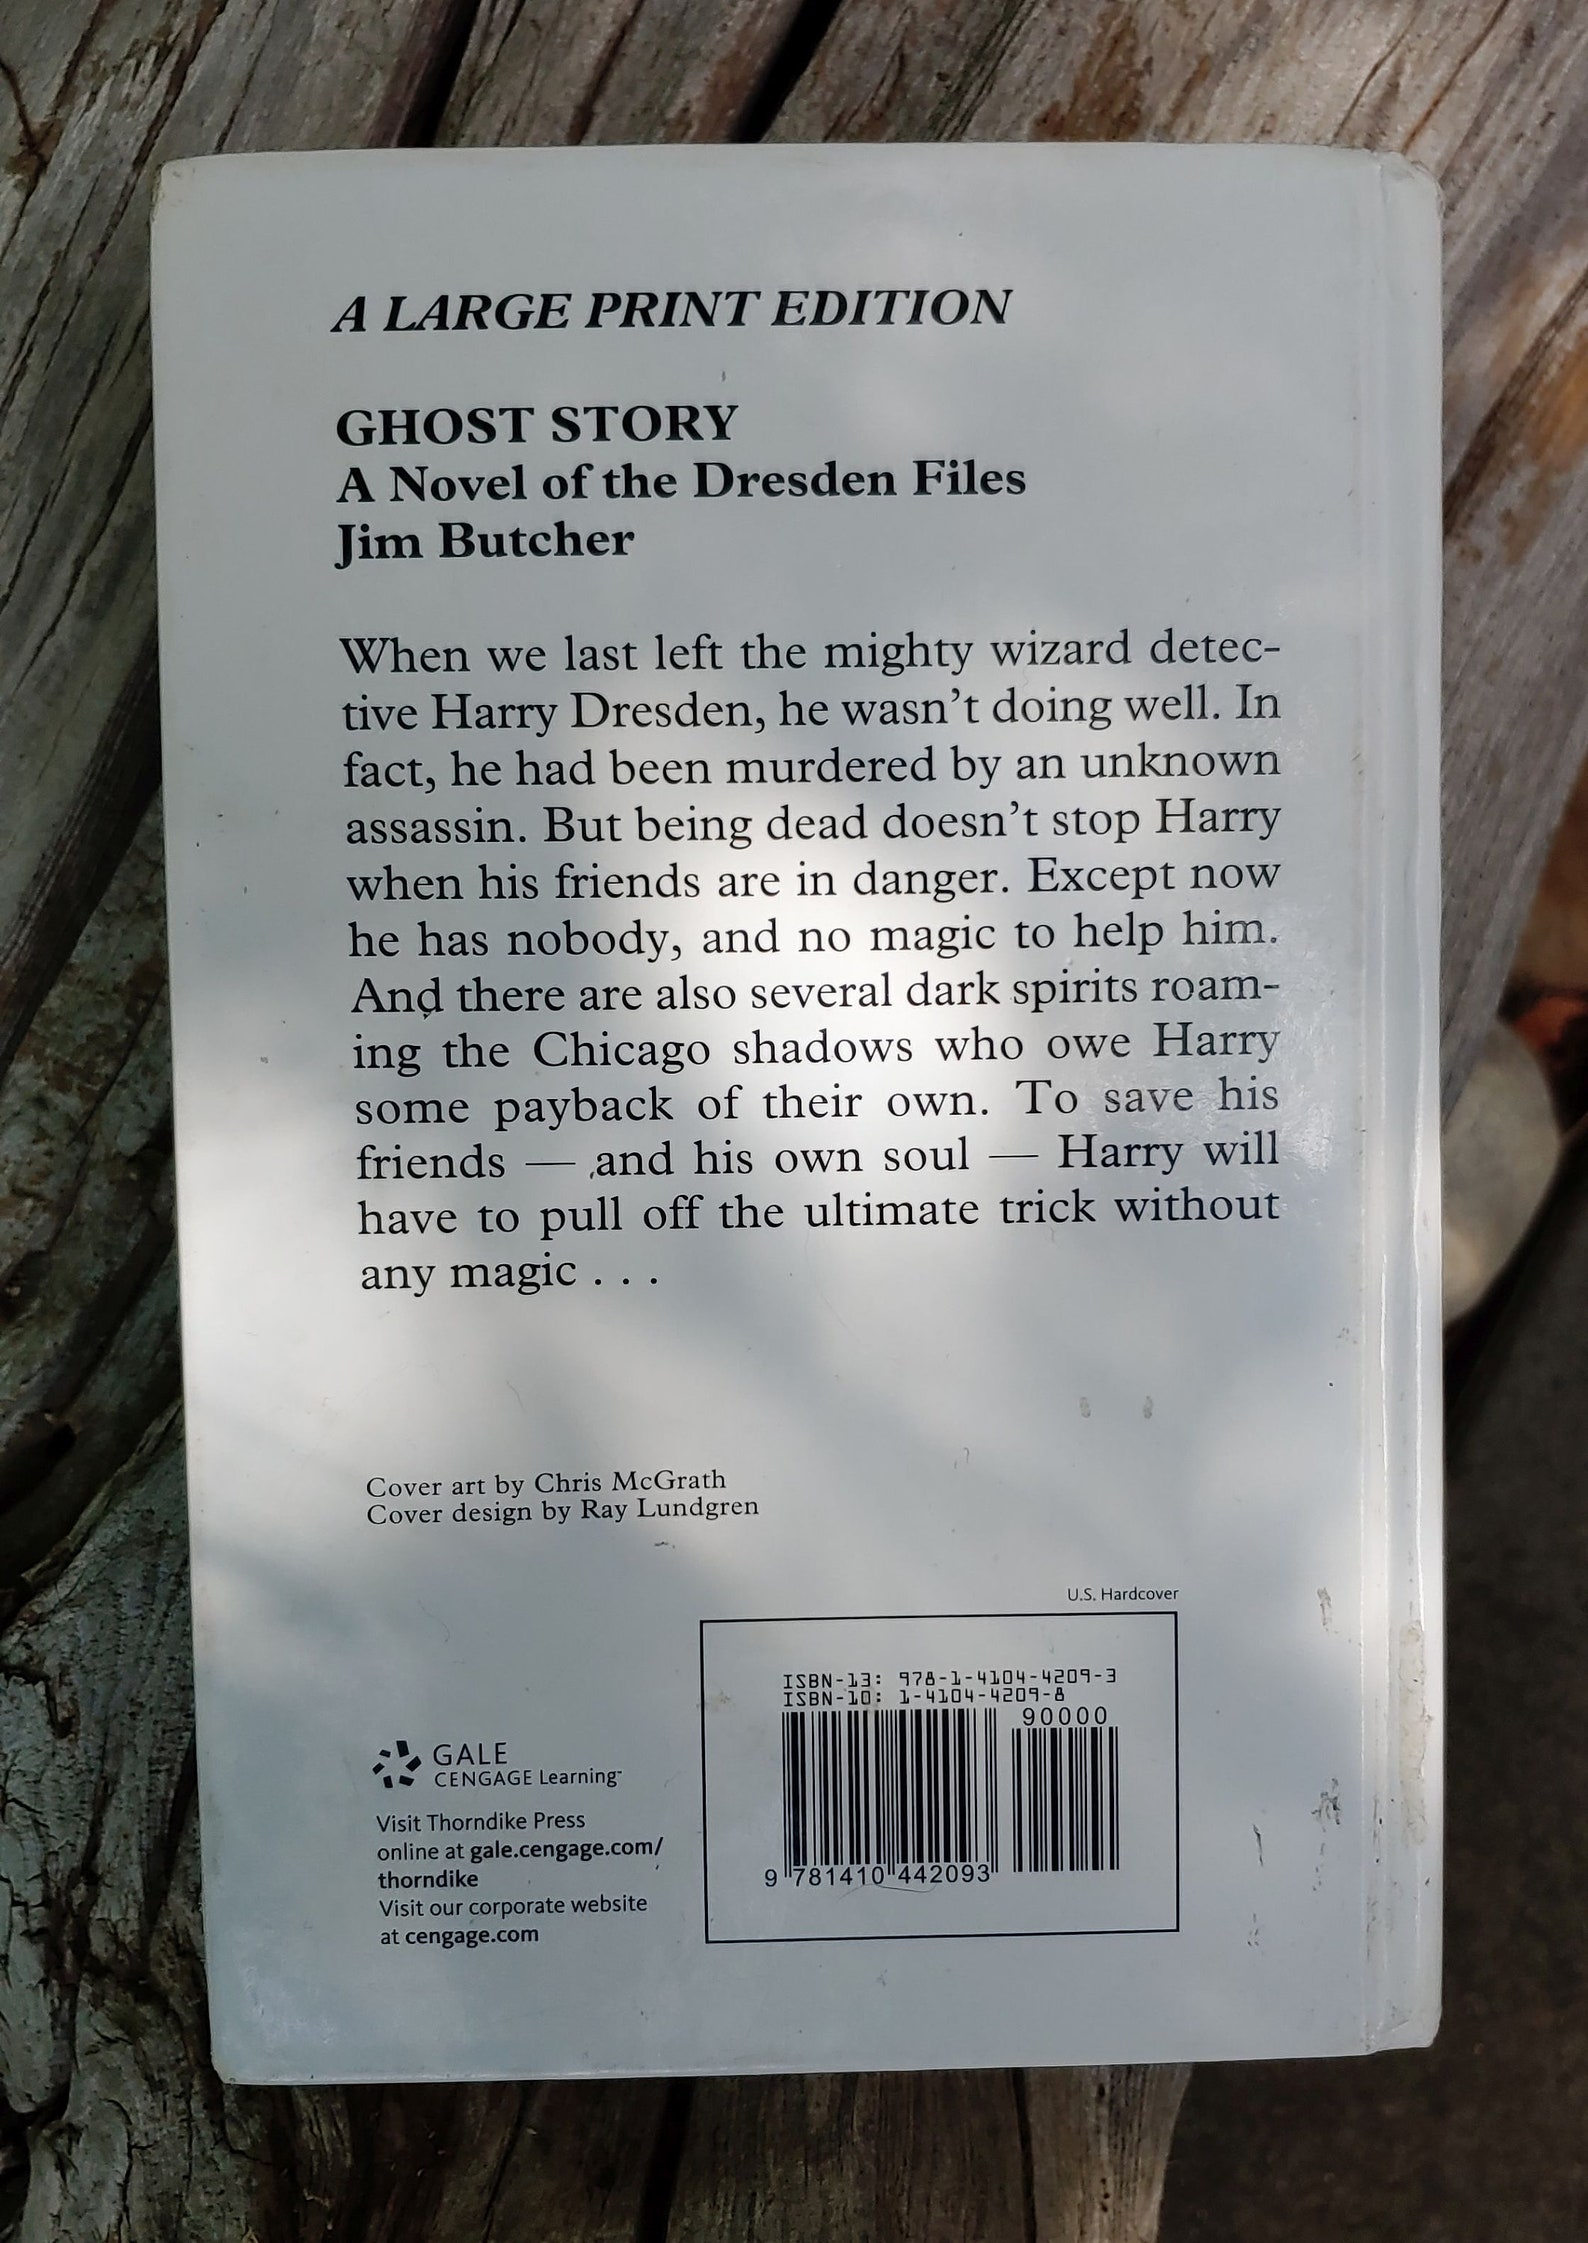 A LARGE PRINT EDITION
GHOST STORY
A Novel of the Dresden Files
Jim Butcher
When we last left the mighty wizard detec-
tive Harry Dresden, he wasn't doing well. In
fact, he had been murdered by an unknown
assassin. But being dead doesn't stop Harry
when his friends are in danger. Except now
he has nobody, and no magic to help him.
And there are also several dark spirits roam-
ing the Chicago shadows who owe Harry
some payback of their own. To save his
friends — and his own soul — Harry will
have to pull off the ultimate trick without
any magic . . .
Cover art by Chris McGrath
Cover design by Ray Lundgren
U.S. Hardcover
ISBN-13: 978-1-4104-4209-3
ISBN-10: 1-4104-4209-8
90000
9 781410 442093
GALE
CENGAGE Learning™
Visit Thorndike Press
online at gale.cengage.com/
thorndike
Visit our corporate website
at cengage.com